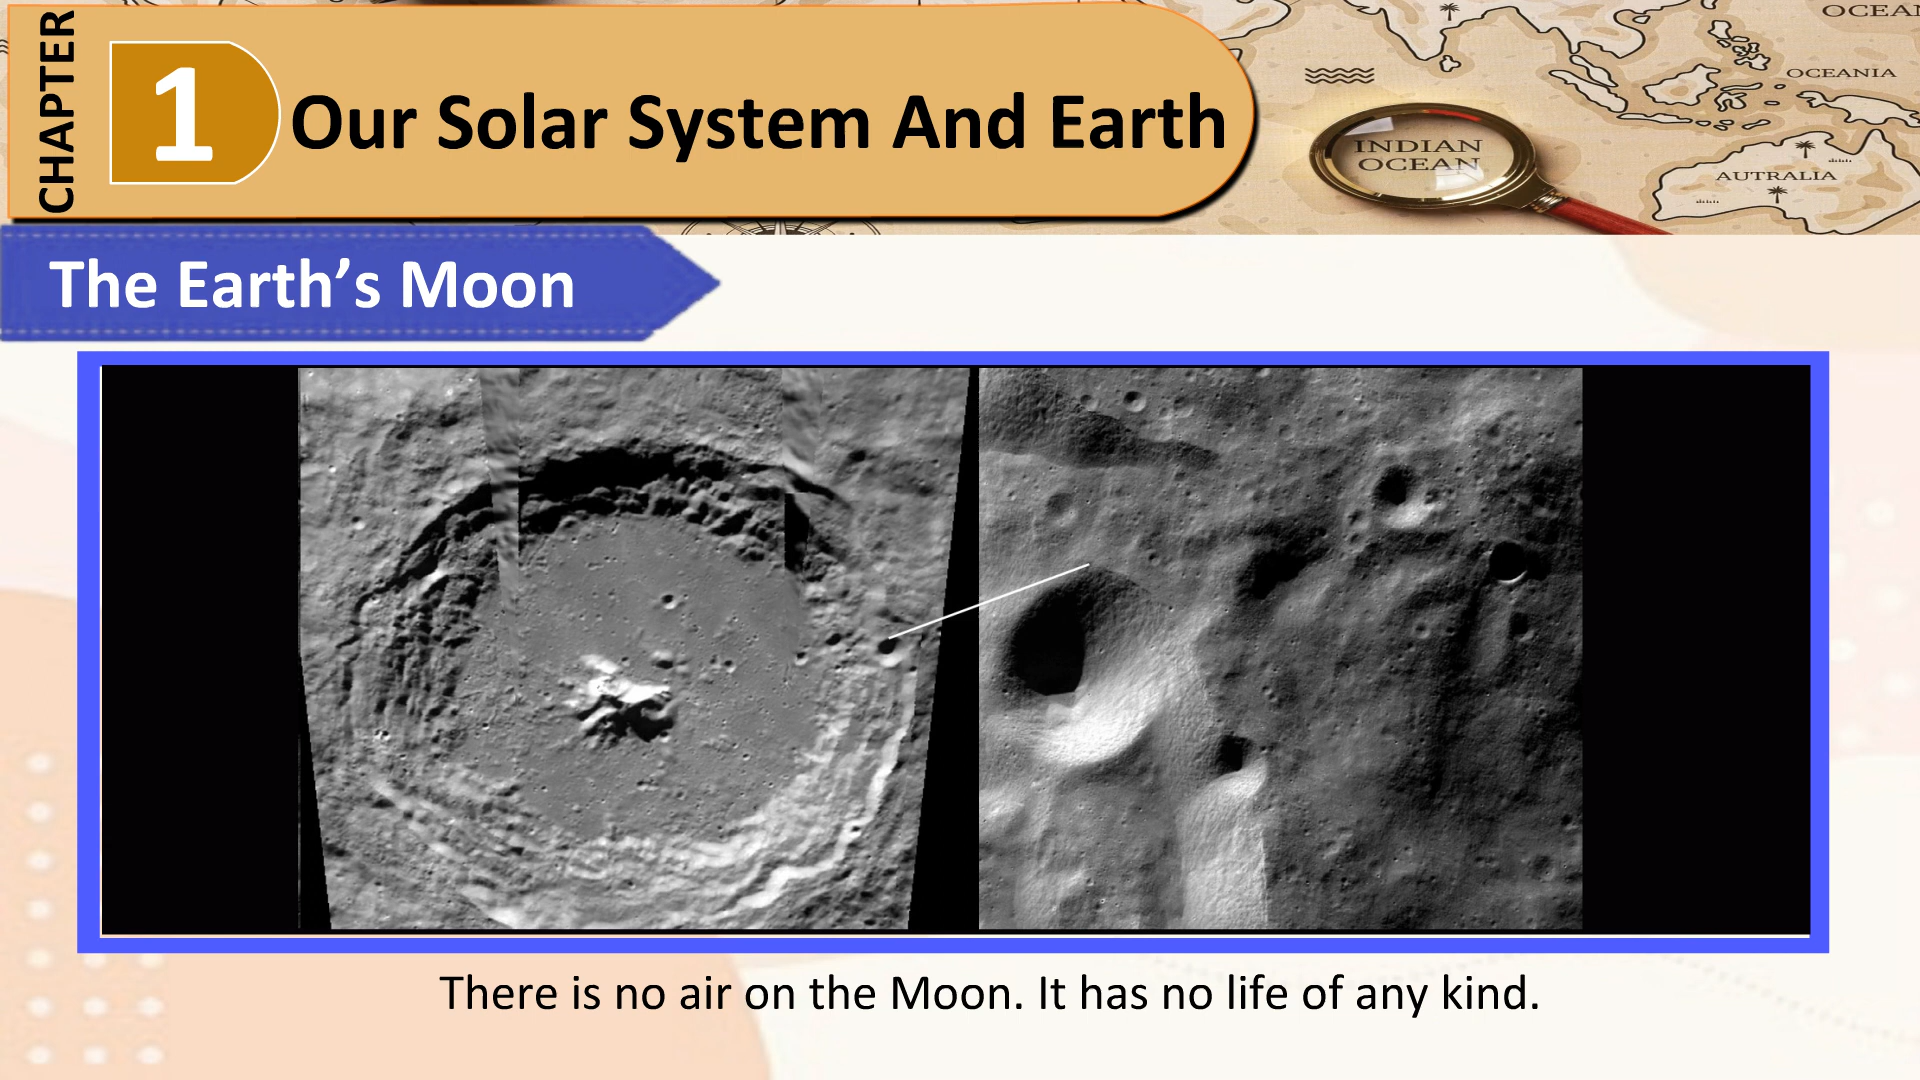 CHAPTER
1
Our Solar System And Earth
OCEAN
OCEANIA
INDIAN
OCEAN
AUTRALIA
The Earth’s Moon
There is no air on the Moon. It has no life of any kind.